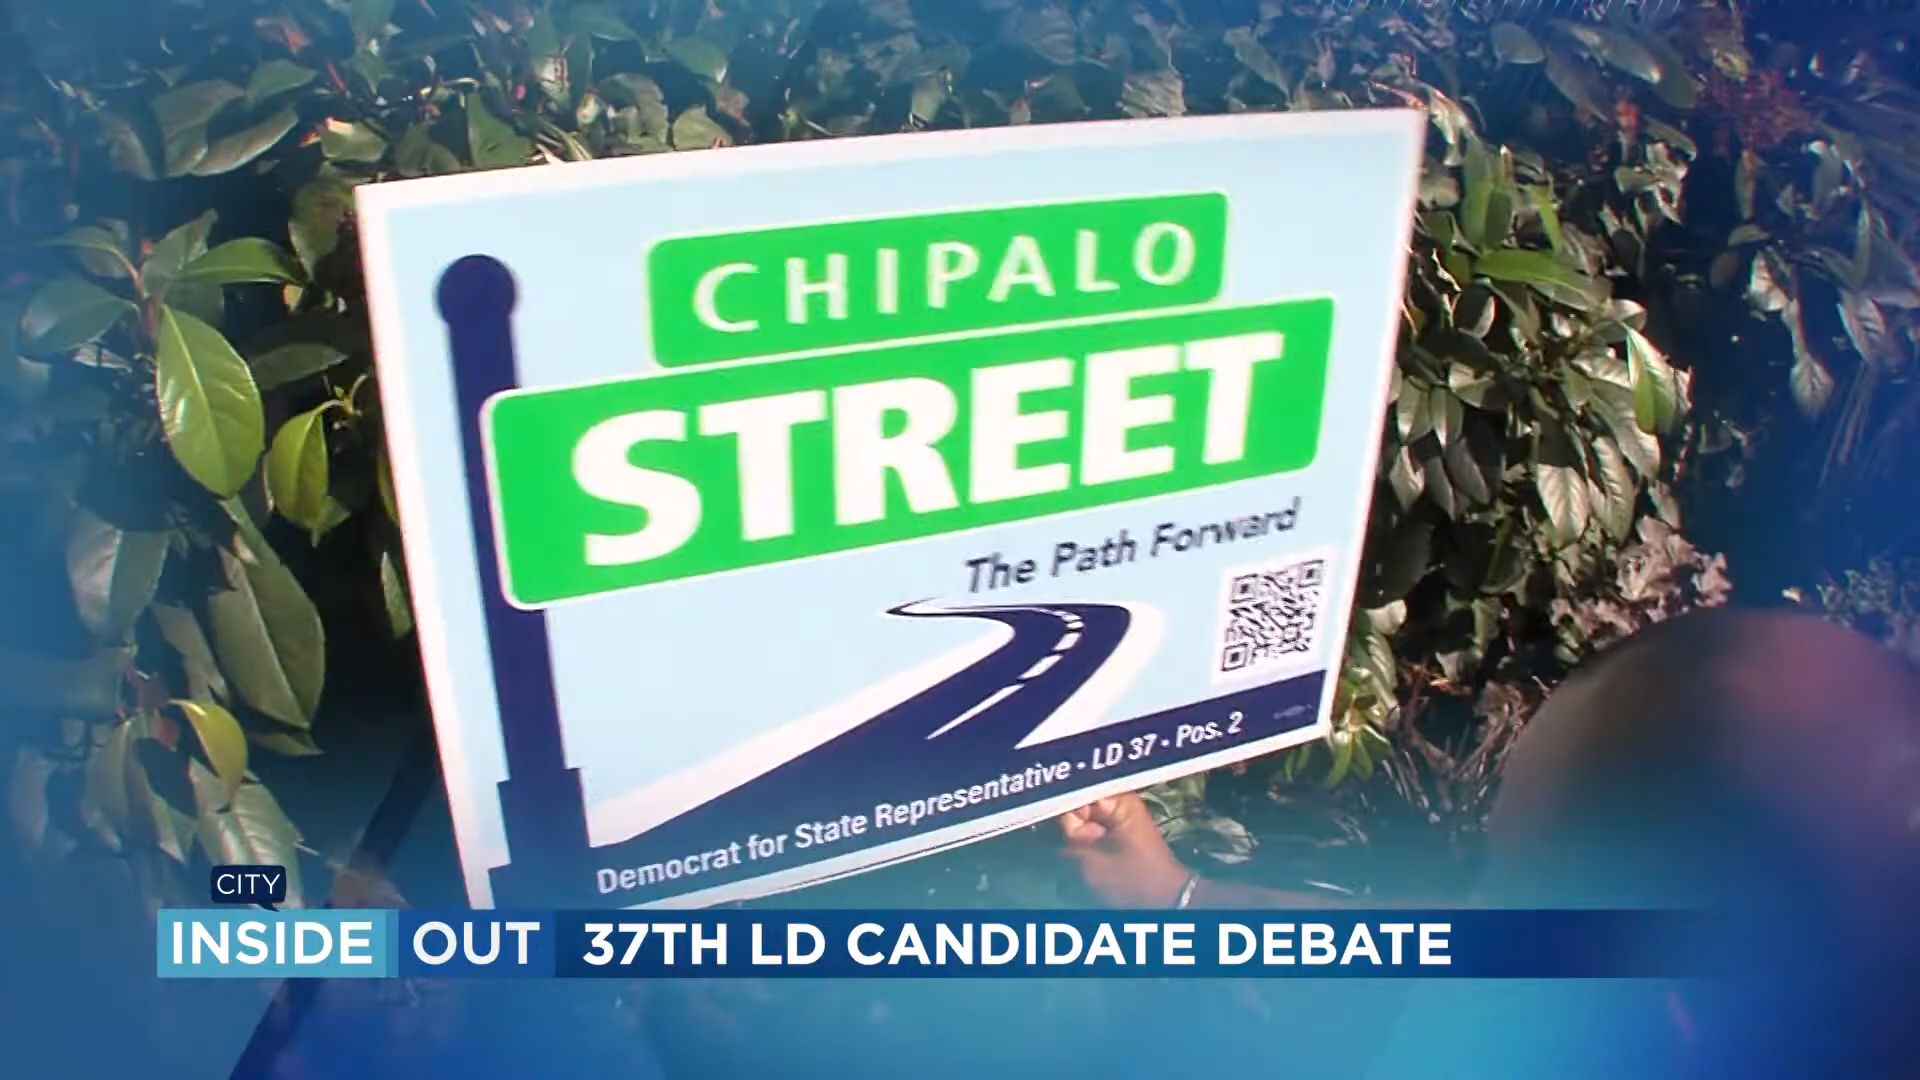 CHIPALO
STREET
The Path Forward
Democrat for State Representative • LD 37 • Pos. 2
CITY
INSIDE OUT 37TH LD CANDIDATE DEBATE